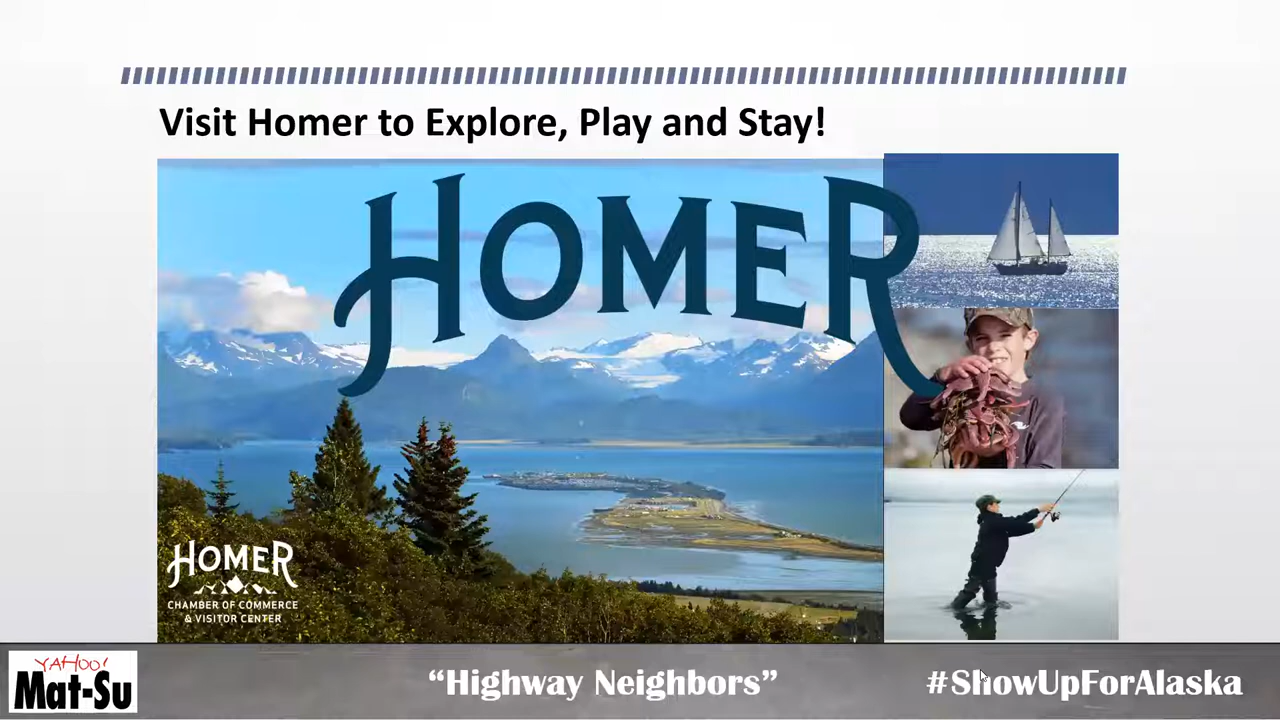 Visit Homer to Explore, Play and Stay!
HOMER
HOMER
CHAMBER OF COMMERCE
& VISITOR CENTER
YAHOO!
Mat-Su
“Highway Neighbors”
#ShowUpForAlaska